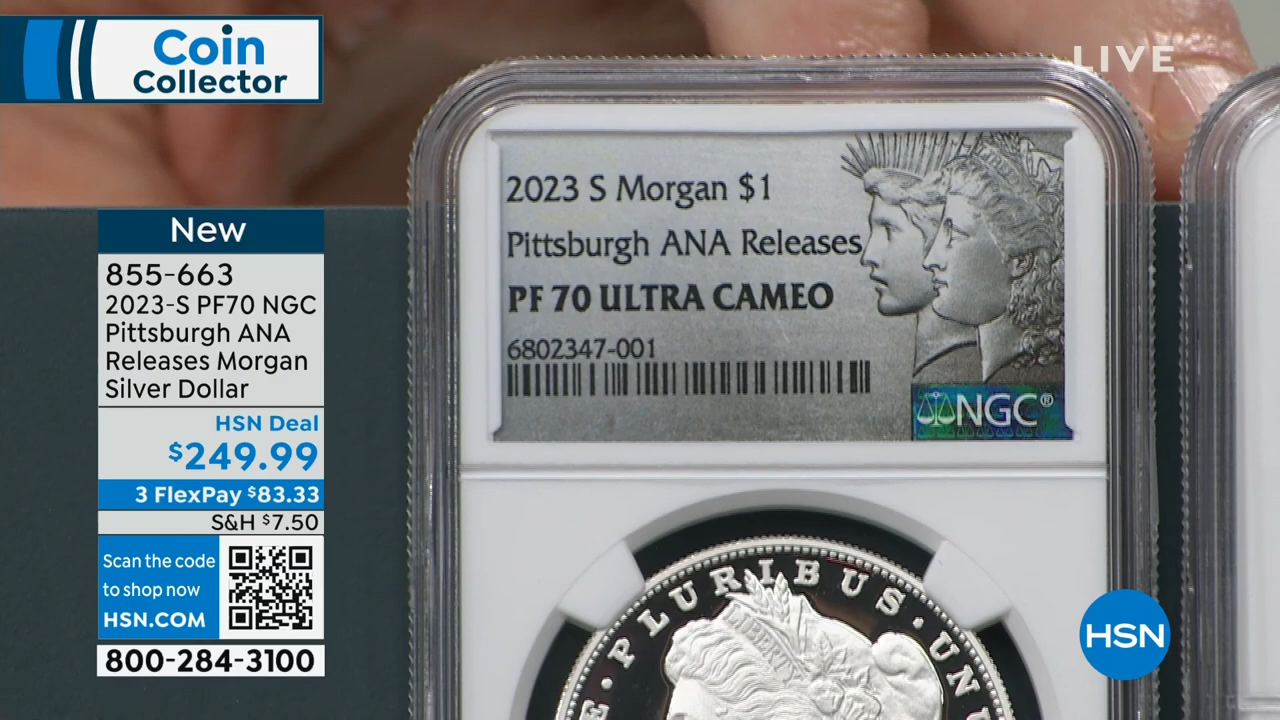 Coin
Collector
LIVE
New
855-663
2023-S PF70 NGC
Pittsburgh ANA
Releases Morgan
Silver Dollar
HSN Deal
$249.99
3 FlexPay $83.33
S&H $7.50
Scan the code
to shop now
HSN.COM
800-284-3100
2023 S Morgan $1
Pittsburgh ANA Releases
PF 70 ULTRA CAMEO
6802347-001
NGC®
E · PLURIBUS · UNU
HSN